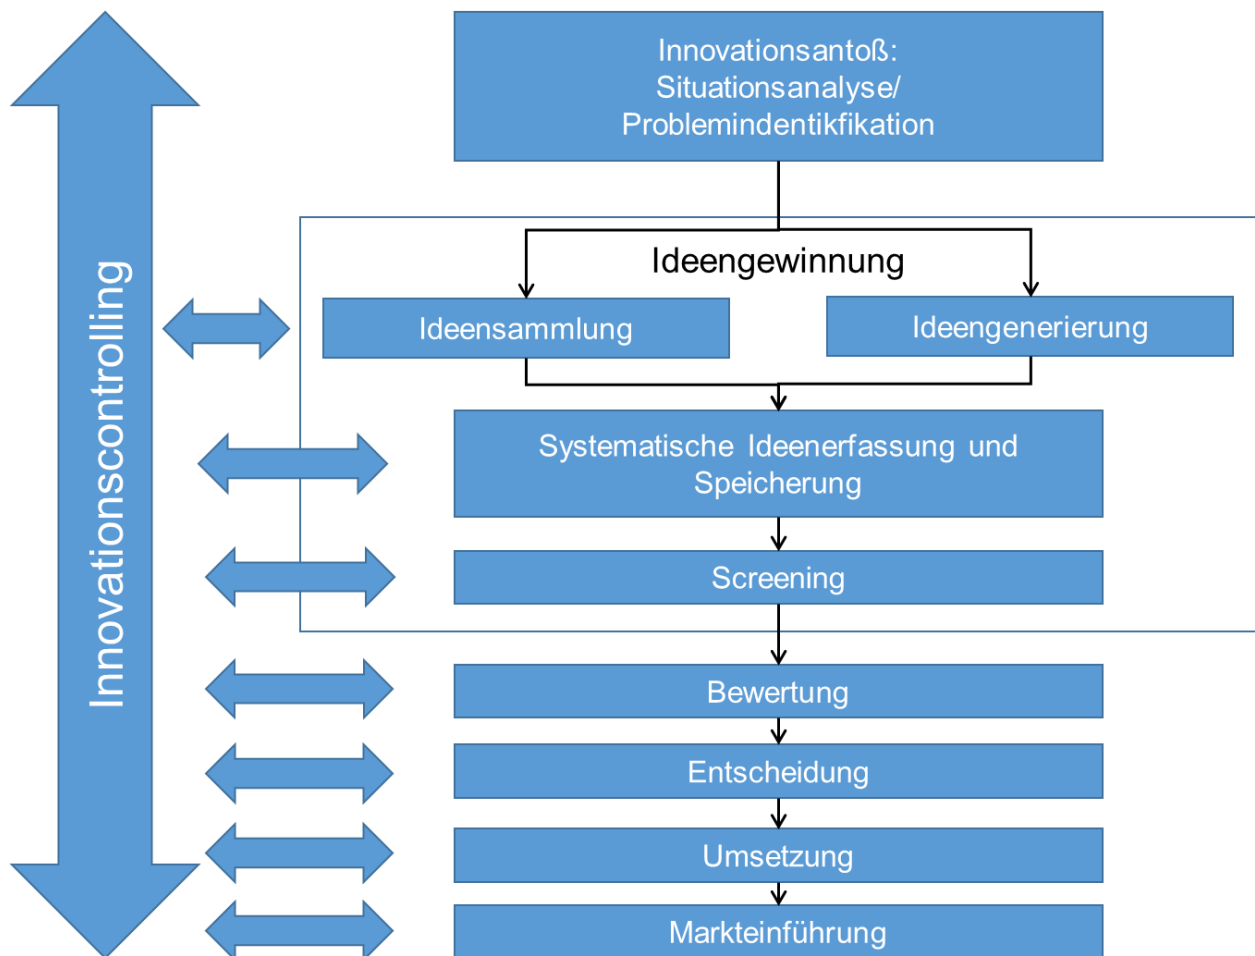 Innovationsantoß:
Situationsanalyse/
Problemindentikfikation
Ideengewinnung
Ideensammlung
Ideengenerierung
Systematische Ideenerfassung und
Speicherung
Screening
Bewertung
Entscheidung
Umsetzung
Markteinführung
Innovationscontrolling